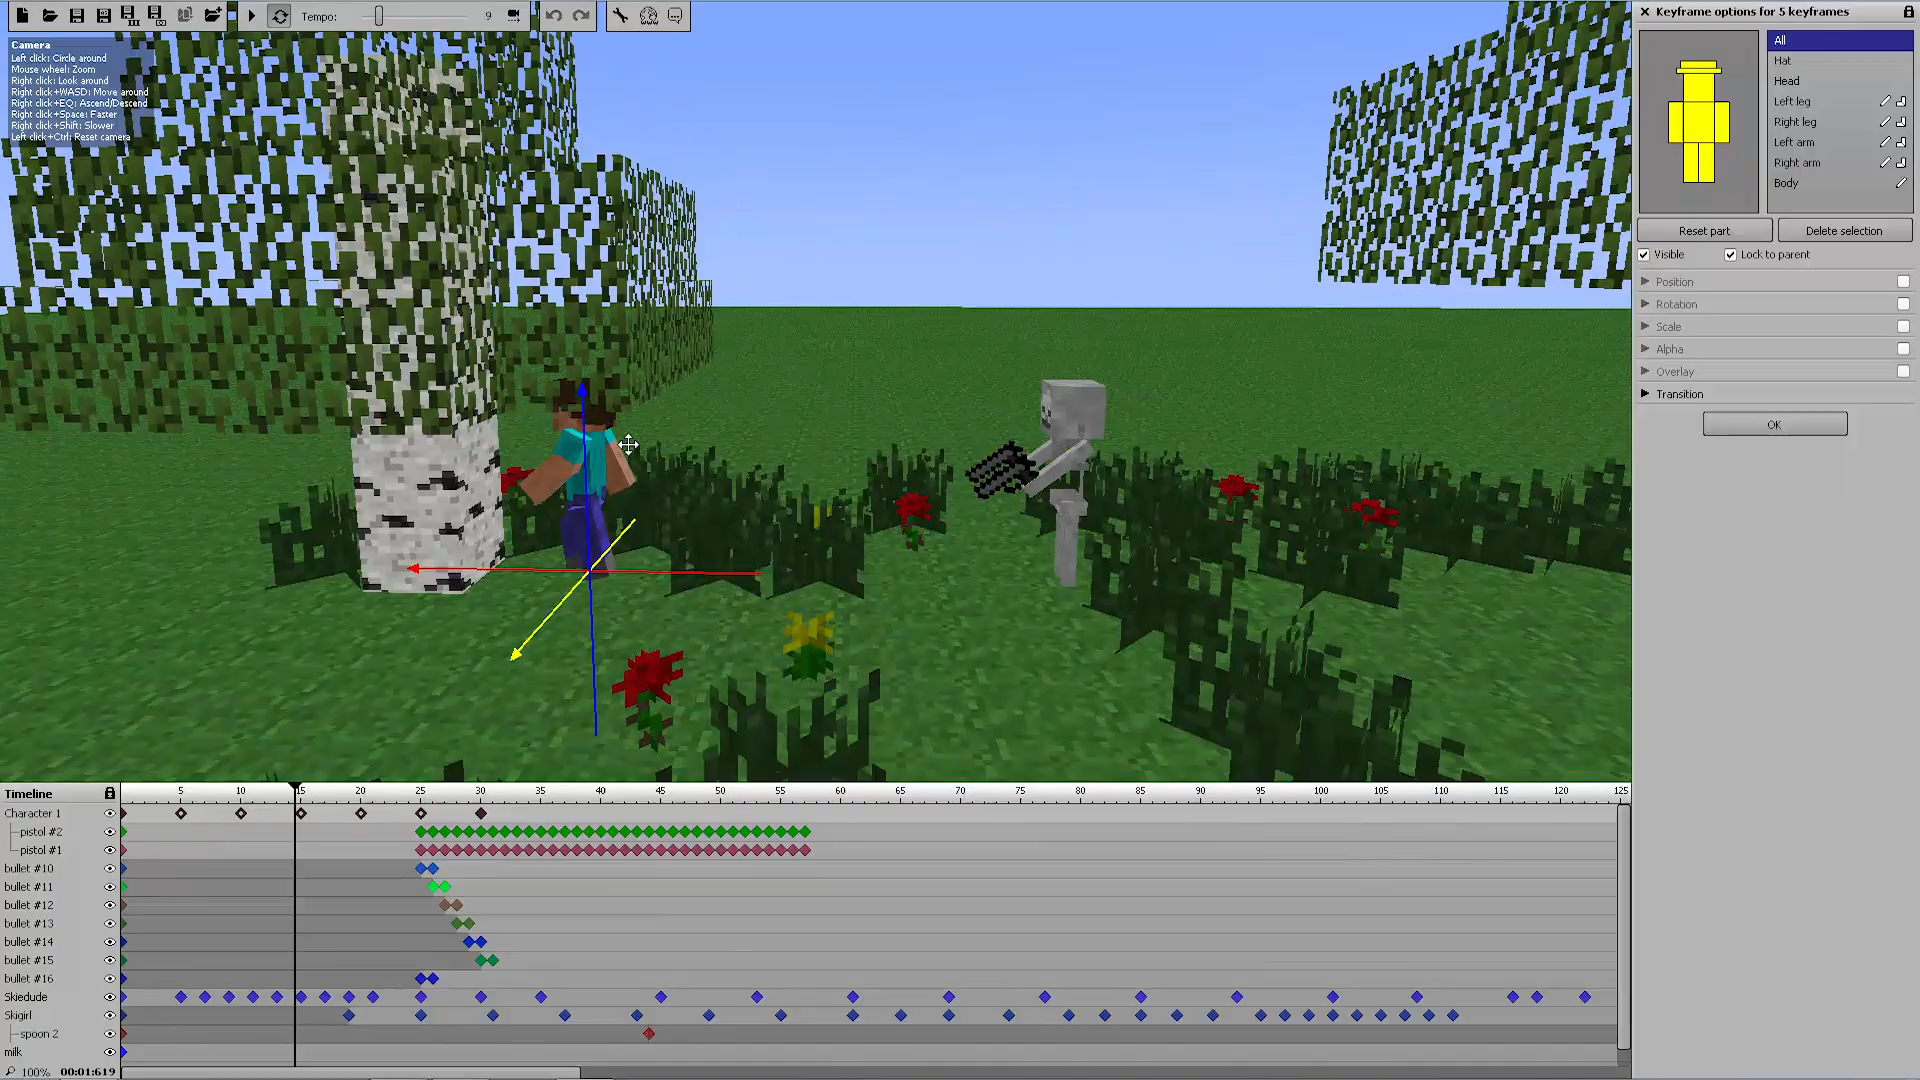 Tempo:
9
Camera
Left click: Circle around
Mouse wheel: Zoom
Right click: Look around
Right click+WASD: Move around
Right click+EQ: Ascend/Descend
Right click+Space: Faster
Right click+Shift: Slower
Left click+Ctrl: Reset camera
Keyframe options for 5 keyframes
All
Hat
Head
Left leg
Right leg
Left arm
Right arm
Body
Reset part
Delete selection
Visible
Lock to parent
Position
Rotation
Scale
Alpha
Overlay
Transition
OK
Timeline
5 10 15 20 25 30 35 40 45 50 55 60 65 70 75 80 85 90 95 100 105 110 115 120 125
Character 1
pistol #2
pistol #1
bullet #10
bullet #11
bullet #12
bullet #13
bullet #14
bullet #15
bullet #16
Skiedude
Skigirl
spoon 2
milk
100% 00:01:619